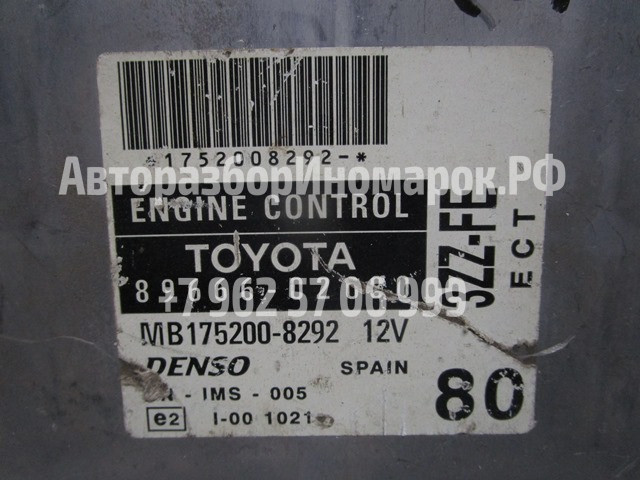 *1752008292-*
АвторазборИномарок.РФ
ENGINE CONTROL
TOYOTA
+7 902 57 06 999
MB175200-8292 12V
DENSO SPAIN
- IMS - 005
e2 I-00 1021
3ZZ-FE
ECT
80